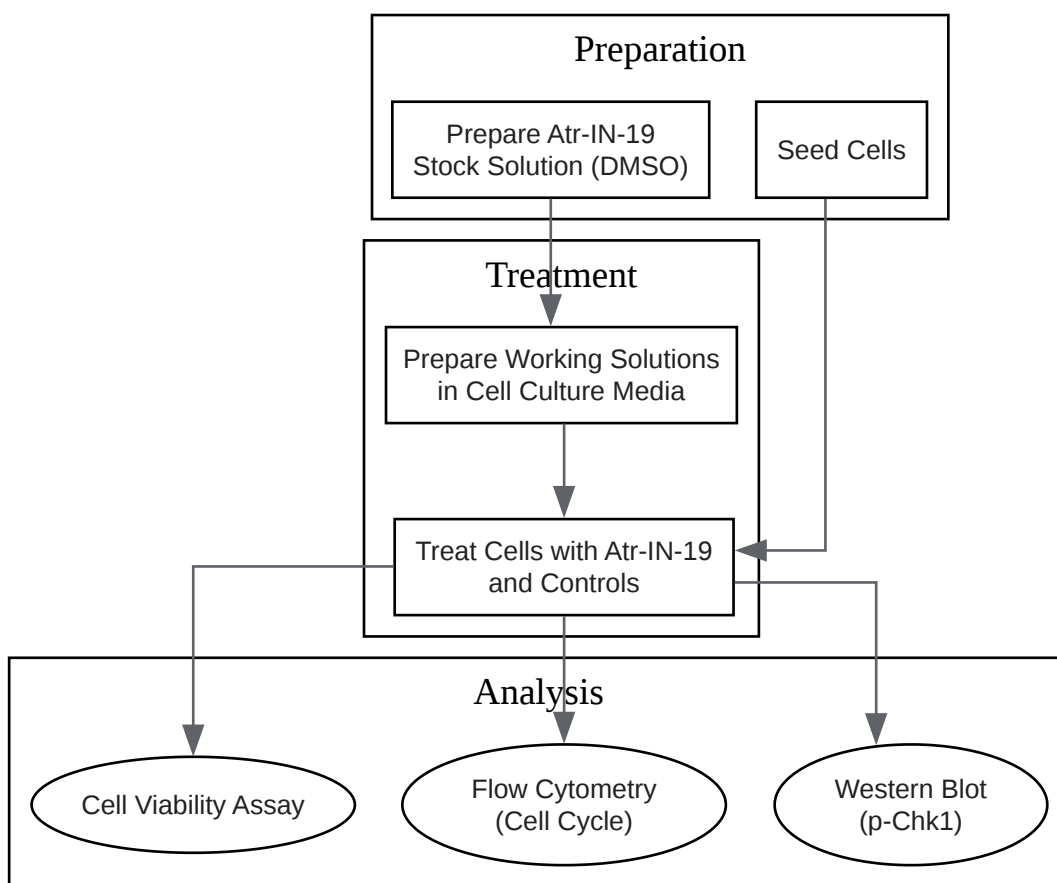 Preparation
Prepare Atr-IN-19
Stock Solution (DMSO)
Seed Cells
Treatment
Prepare Working Solutions
in Cell Culture Media
Treat Cells with Atr-IN-19
and Controls
Analysis
Cell Viability Assay
Flow Cytometry
(Cell Cycle)
Western Blot
(p-Chk1)